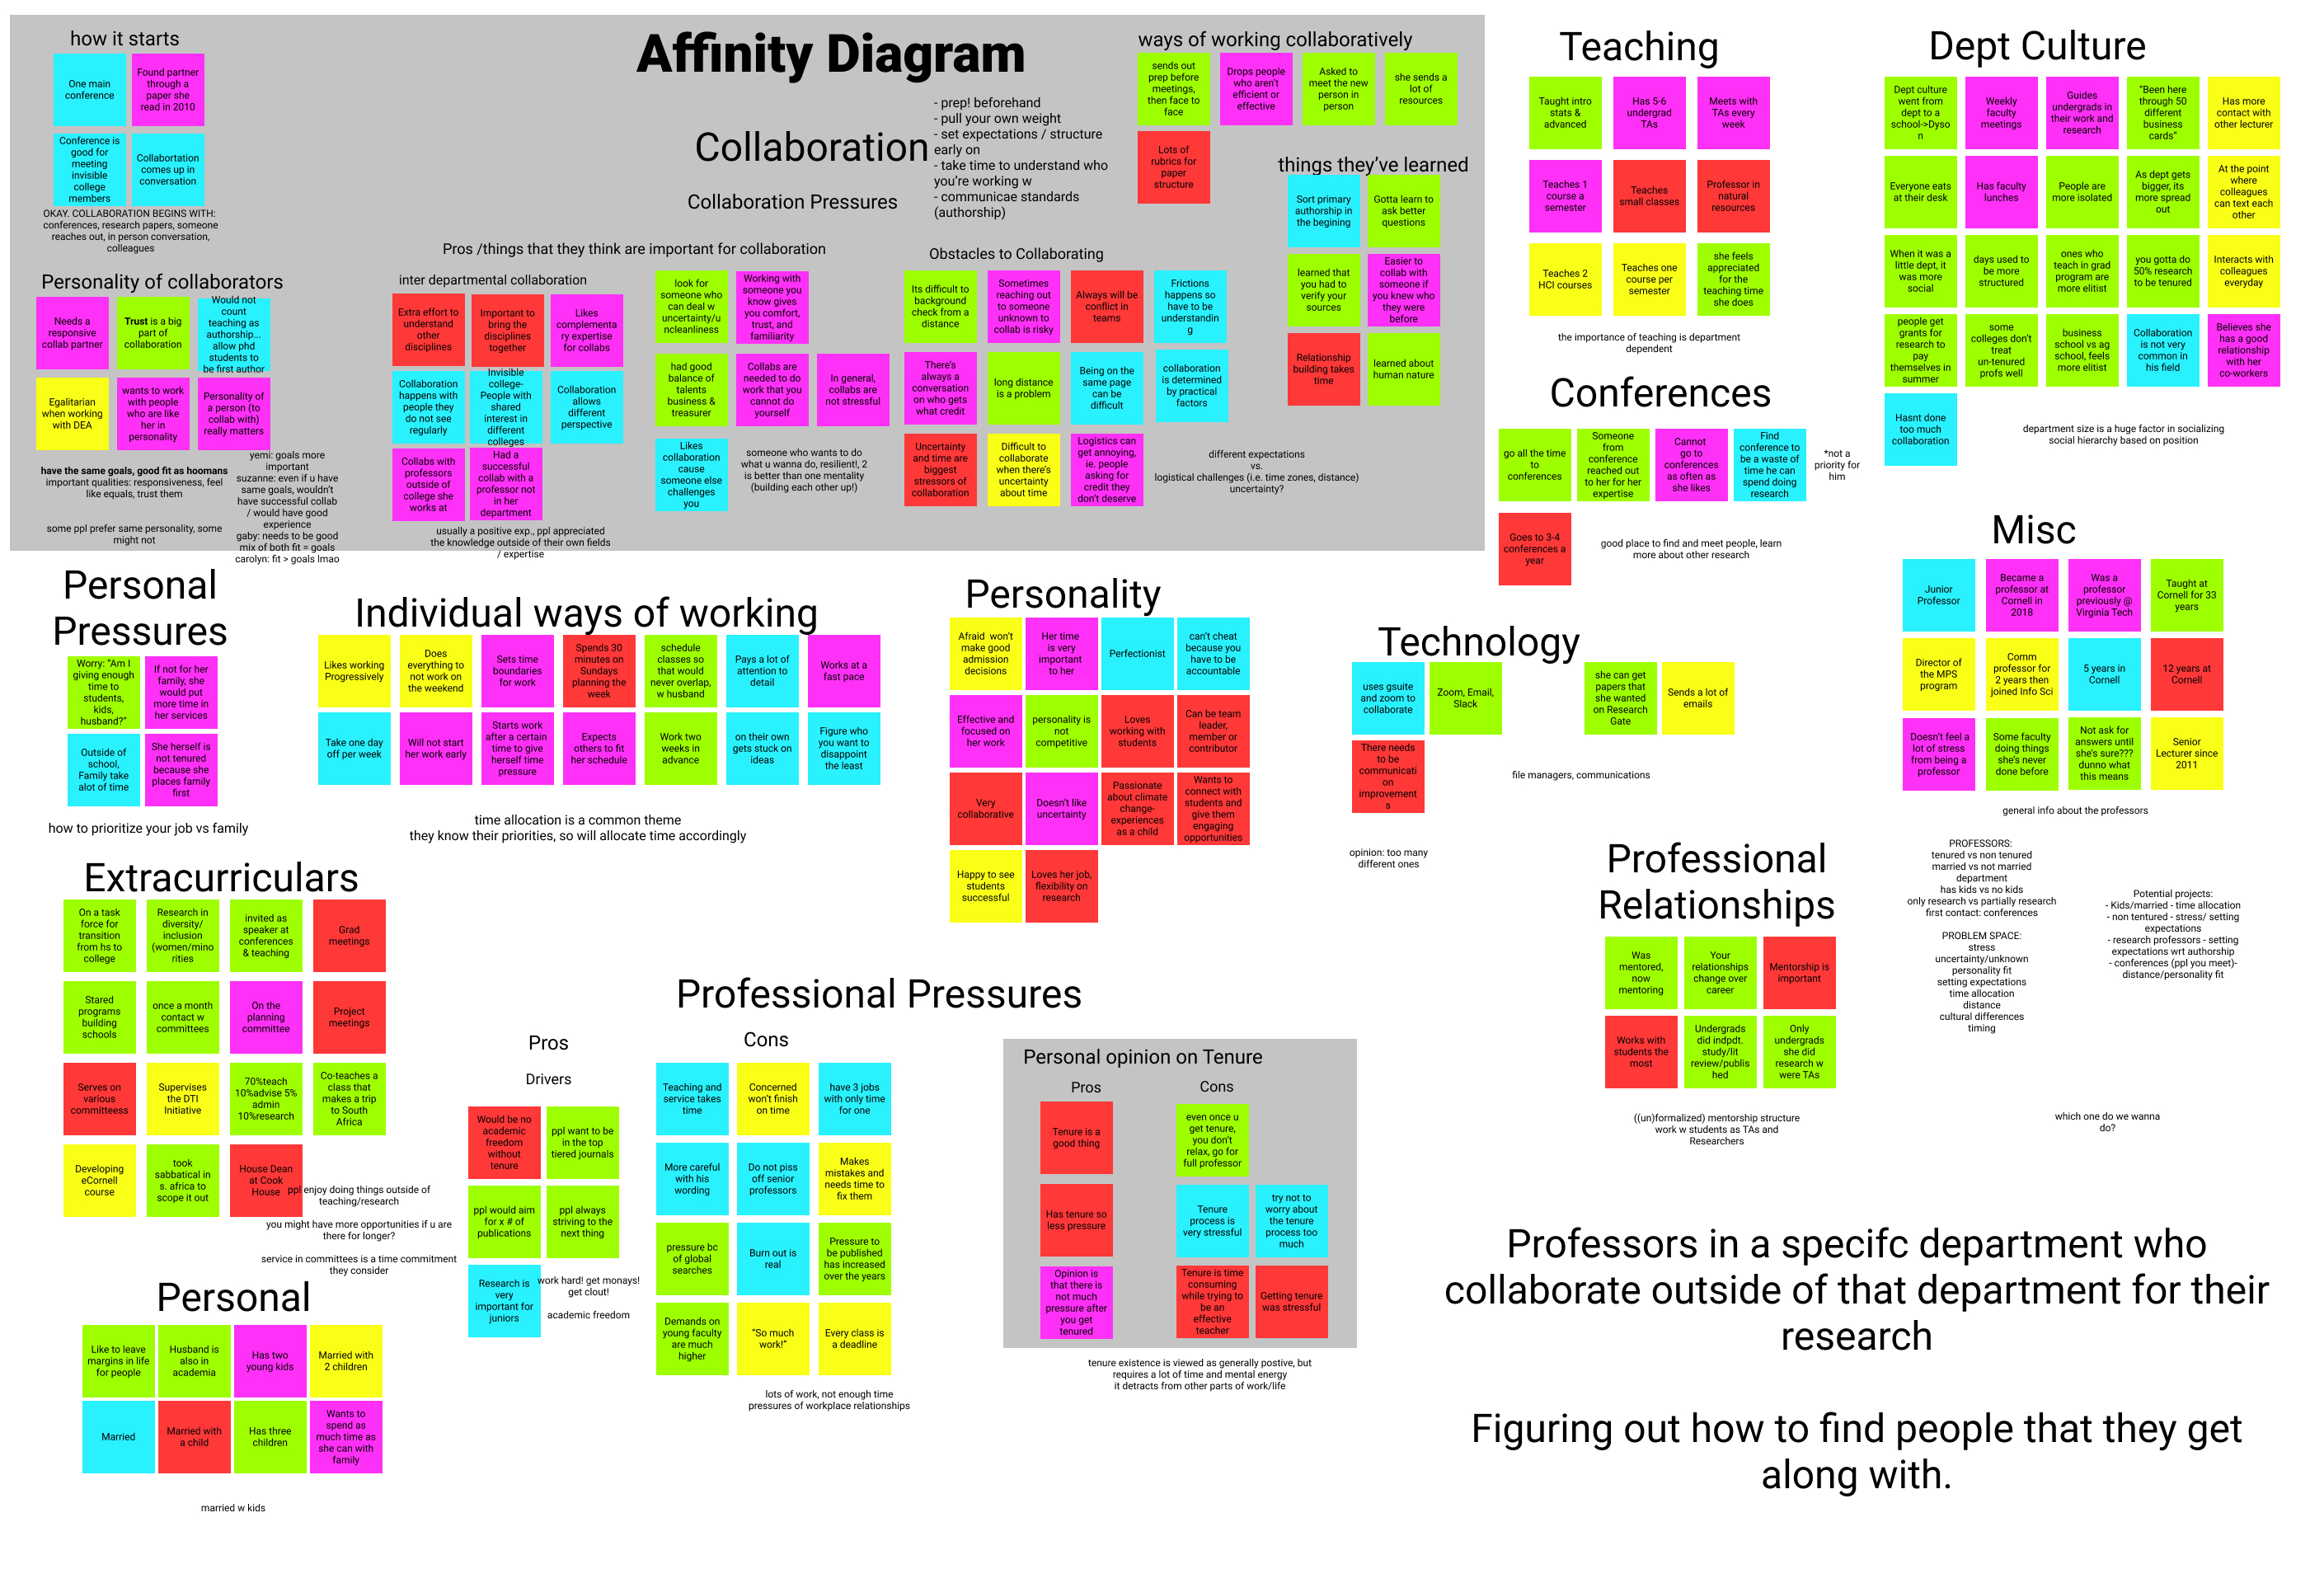 Affinity Diagram
how it starts
One main
conference
Found partner
through a
paper she
read in 2010
Conference is
good for
meeting
invisible
college
members
Collabortation
comes up in
conversation
OKAY. COLLABORATION BEGINS WITH:
conferences, research papers, someone
reaches out, in person conversation,
colleagues
Collaboration
- prep! beforehand
- pull your own weight
- set expectations / structure
early on
- take time to understand who
you're working w
- communicae standards
(authorship)
Collaboration Pressures
ways of working collaboratively
sends out
prep before
meetings,
then face to
face
Drops people
who aren't
efficient or
effective
Asked to
meet the new
person in
person
she sends a
lot of
resources
Lots of
rubrics for
paper
structure
things they've learned
Sort primary
authorship in
the begining
Gotta learn to
ask better
questions
learned that
you had to
verify your
sources
Easier to
collab with
someone if
you knew who
they were
before
Relationship
building takes
time
learned about
human nature
Personality of collaborators
Needs a
responsive
collab partner
Trust is a big
part of
collaboration
Would not
count
teaching as
authorship...
allow phd
students to
be first author
Egalitarian
when working
with DEA
wants to work
with people
who are like
her in
personality
Personality of
a person (to
collab with)
really matters
have the same goals, good fit as hoomans
important qualities: responsiveness, feel
like equals, trust them
some ppl prefer same personality, some
might not
yemi: goals more
important
suzanne: even if u have
same goals, wouldn't
have successful collab
/ would have good
experience
gaby: needs to be good
mix of both fit = goals
carolyn: fit > goals lmao
Pros /things that they think are important for collaboration
inter departmental collaboration
Extra effort to
understand
other
disciplines
Important to
bring the
disciplines
together
Likes
complementa
ry expertise
for collabs
Collaboration
happens with
people they
do not see
regularly
Invisible
college-
People with
shared
interest in
different
colleges
Collaboration
allows
different
perspective
Collabs with
professors
outside of
college she
works at
Had a
successful
collab with a
professor not
in her
department
usually a positive exp., ppl appreciated
the knowledge outside of their own fields
/ expertise
look for
someone who
can deal w
uncertainty/u
ncleanliness
Working with
someone you
know gives
you comfort,
trust, and
familiarity
had good
balance of
talents
business &
treasurer
Collabs are
needed to do
work that you
cannot do
yourself
In general,
collabs are
not stressful
Likes
collaboration
cause
someone else
challenges
you
someone who wants to do
what u wanna do, resilient!, 2
is better than one mentality
(building each other up!)
Obstacles to Collaborating
Its difficult to
background
check from a
distance
Sometimes
reaching out
to someone
unknown to
collab is risky
Always will be
conflict in
teams
Frictions
happens so
have to be
understandin
g
There's
always a
conversation
on who gets
what credit
long distance
is a problem
Being on the
same page
can be
difficult
collaboration
is determined
by practical
factors
Uncertainty
and time are
biggest
stressors of
collaboration
Difficult to
collaborate
when there's
uncertainty
about time
Logistics can
get annoying,
ie. people
asking for
credit they
don't deserve
different expectations
vs.
logistical challenges (i.e. time zones, distance)
uncertainty?
Teaching
Taught intro
stats &
advanced
Has 5-6
undergrad
TAs
Meets with
TAs every
week
Teaches 1
course a
semester
Teaches
small classes
Professor in
natural
resources
Teaches 2
HCI courses
Teaches one
course per
semester
she feels
appreciated
for the
teaching time
she does
the importance of teaching is department
dependent
Dept Culture
Dept culture
went from
dept to a
school->Dyso
n
Weekly
faculty
meetings
Guides
undergrads in
their work and
research
"Been here
through 50
different
business
cards"
Has more
contact with
other lecturer
Everyone eats
at their desk
Has faculty
lunches
People are
more isolated
As dept gets
bigger, its
more spread
out
At the point
where
colleagues
can text each
other
When it was a
little dept, it
was more
social
days used to
be more
structured
ones who
teach in grad
program are
more elitist
you gotta do
50% research
to be tenured
Interacts with
colleagues
everyday
people get
grants for
research to
pay
themselves in
summer
some
colleges don't
treat
un-tenured
profs well
business
school vs ag
school, feels
more elitist
Collaboration
is not very
common in
his field
Believes she
has a good
relationship
with her
co-workers
Hasnt done
too much
collaboration
department size is a huge factor in socializing
social hierarchy based on position
Conferences
go all the time
to
conferences
Someone
from
conference
reached out
to her for her
expertise
Cannot
go to
conferences
as often as
she likes
Find
conference to
be a waste of
time he can
spend doing
research
*not a
priority for
him
Goes to 3-4
conferences a
year
good place to find and meet people, learn
more about other research
Misc
Junior
Professor
Became a
professor at
Cornell in
2018
Was a
professor
previously @
Virginia Tech
Taught at
Cornell for 33
years
Director of
the MPS
program
Comm
professor for
2 years then
joined Info Sci
5 years in
Cornell
12 years at
Cornell
Doesn't feel a
lot of stress
from being a
professor
Some faculty
doing things
she's never
done before
Not ask for
answers until
she's sure???
dunno what
this means
Senior
Lecturer since
2011
general info about the professors
Personal
Pressures
Worry: "Am I
giving enough
time to
students,
kids,
husband?"
If not for her
family, she
would put
more time in
her services
Outside of
school,
Family take
alot of time
She herself is
not tenured
because she
places family
first
how to prioritize your job vs family
Individual ways of working
Likes working
Progressively
Does
everything to
not work on
the weekend
Sets time
boundaries
for work
Spends 30
minutes on
Sundays
planning the
week
schedule
classes so
that would
never overlap,
w husband
Pays a lot of
attention to
detail
Works at a
fast pace
Take one day
off per week
Will not start
her work early
Starts work
after a certain
time to give
herself time
pressure
Expects
others to fit
her schedule
Work two
weeks in
advance
on their own
gets stuck on
ideas
Figure who
you want to
disappoint
the least
time allocation is a common theme
they know their priorities, so will allocate time accordingly
Personality
Afraid won't
make good
admission
decisions
Her time
is very
important
to her
Perfectionist
can't cheat
because you
have to be
accountable
Effective and
focused on
her work
personality is
not
competitive
Loves
working with
students
Can be team
leader,
member or
contributor
Very
collaborative
Doesn't like
uncertainty
Passionate
about climate
change-
experiences
as a child
Wants to
connect with
students and
give them
engaging
opportunities
Happy to see
students
successful
Loves her job,
flexibility on
research
Technology
uses gsuite
and zoom to
collaborate
Zoom, Email,
Slack
she can get
papers that
she wanted
on Research
Gate
Sends a lot of
emails
There needs
to be
communicati
on
improvement
s
file managers, communications
opinion: too many
different ones
Professional
Relationships
Was
mentored,
now
mentoring
Your
relationships
change over
career
Mentorship is
important
Works with
students the
most
Undergrads
did indpdt.
study/lit
review/publis
hed
Only
undergrads
she did
research w
were TAs
((un)formalized) mentorship structure
work w students as TAs and
Researchers
PROFESSORS:
tenured vs non tenured
married vs not married
department
has kids vs no kids
only research vs partially research
first contact: conferences
PROBLEM SPACE:
stress
uncertainty/unknown
personality fit
setting expectations
time allocation
distance
cultural differences
timing
Potential projects:
- Kids/married - time allocation
- non tenured - stress/ setting
expectations
- research professors - setting
expectations wrt authorship
- conferences (ppl you meet)-
distance/personality fit
which one do we wanna
do?
Extracurriculars
On a task
force for
transition
from hs to
college
Research in
diversity/
inclusion
(women/mino
rities
invited as
speaker at
conferences
& teaching
Grad
meetings
Stared
programs
building
schools
once a month
contact w
committees
On the
planning
committee
Project
meetings
Serves on
various
committeess
Supervises
the DTI
Initiative
70%teach
10%advise 5%
admin
10%research
Co-teaches a
class that
makes a trip
to South
Africa
Developing
eCornell
course
took
sabbatical in
s. africa to
scope it out
House Dean
at Cook
House
ppl enjoy doing things outside of
teaching/research
you might have more opportunities if u are
there for longer?
service in committees is a time commitment
they consider
Personal
Like to leave
margins in life
for people
Husband is
also in
academia
Has two
young kids
Married with
2 children
Married
Married with
a child
Has three
children
Wants to
spend as
much time as
she can with
family
married w kids
Professional Pressures
Pros
Drivers
Would be no
academic
freedom
without
tenure
ppl want to be
in the top
tiered journals
ppl would aim
for x # of
publications
ppl always
striving to the
next thing
Research is
very
important for
juniors
work hard! get monays!
get clout!
academic freedom
Cons
Teaching and
service takes
time
Concerned
won't finish
on time
have 3 jobs
with only time
for one
More careful
with his
wording
Do not piss
off senior
professors
Makes
mistakes and
needs time to
fix them
pressure bc
of global
searches
Burn out is
real
Pressure to
be published
has increased
over the years
Demands on
young faculty
are much
higher
"So much
work!"
Every class is
a deadline
lots of work, not enough time
pressures of workplace relationships
Personal opinion on Tenure
Pros
Tenure is a
good thing
Has tenure so
less pressure
Opinion is
that there is
not much
pressure after
you get
tenured
Cons
even once u
get tenure,
you don't
relax, go for
full professor
Tenure
process is
very stressful
try not to
worry about
the tenure
process too
much
Tenure is time
consuming
while trying to
be an
effective
teacher
Getting tenure
was stressful
tenure existence is viewed as generally postive, but
requires a lot of time and mental energy
it detracts from other parts of work/life
Professors in a specifc department who
collaborate outside of that department for their
research
Figuring out how to find people that they get
along with.